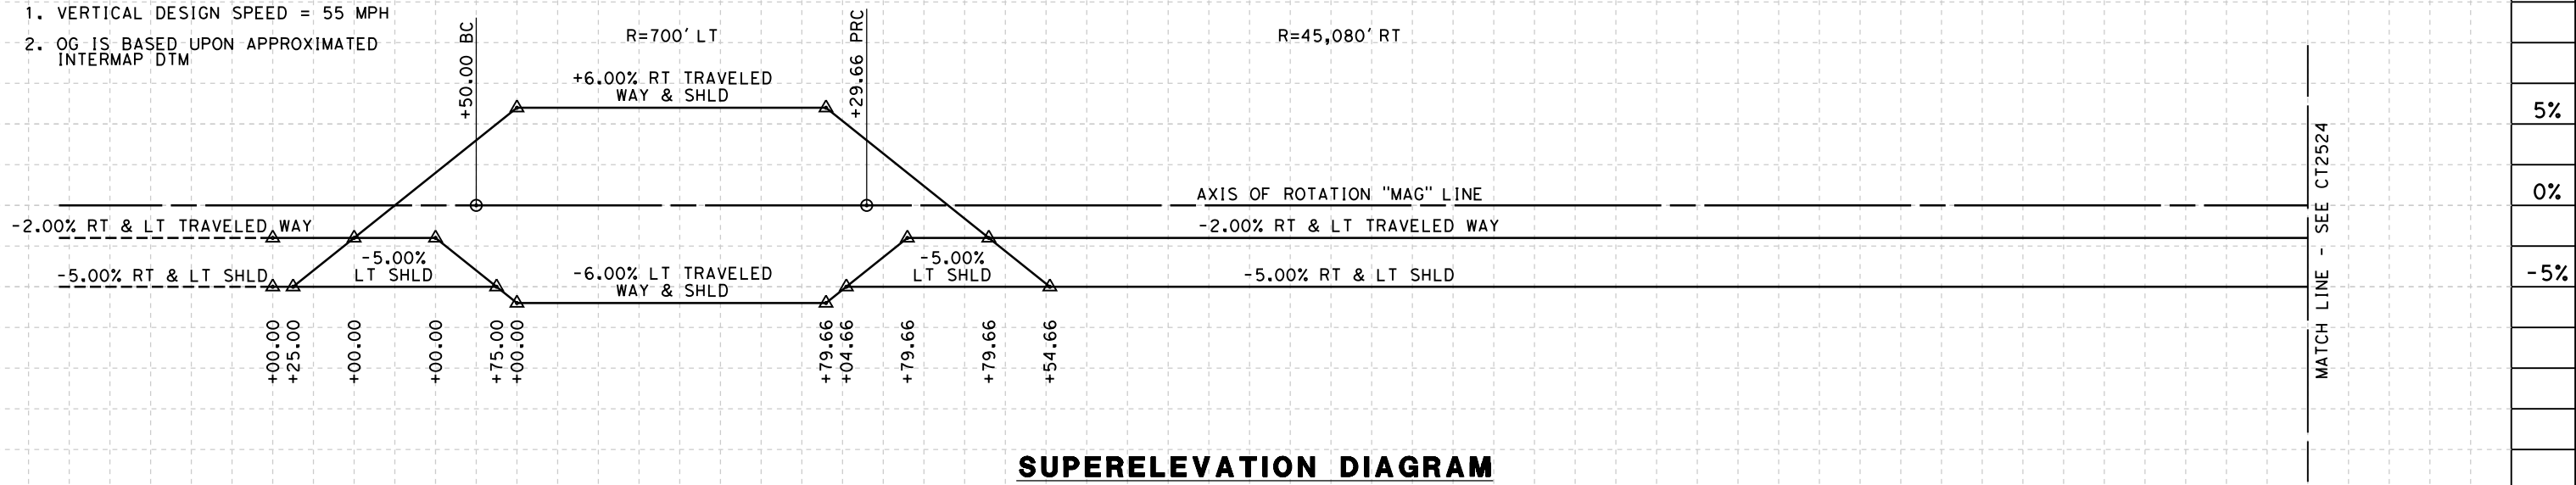 1. VERTICAL DESIGN SPEED = 55 MPH
2. OG IS BASED UPON APPROXIMATED
INTERMAP DTM
+50.00 BC
R=700' LT
+29.66 PRC
R=45,080' RT
+6.00% RT TRAVELED
WAY & SHLD
5%
AXIS OF ROTATION "MAG" LINE
0%
-2.00% RT & LT TRAVELED WAY
-2.00% RT & LT TRAVELED WAY
-5.00% RT & LT SHLD
-5.00%
LT SHLD
-6.00% LT TRAVELED
WAY & SHLD
-5.00%
LT SHLD
-5.00% RT & LT SHLD
-5%
MATCH LINE - SEE CT2524
+00.00
+25.00
+00.00
+00.00
+75.00
+00.00
+79.66
+04.66
+79.66
+79.66
+54.66
SUPERELEVATION DIAGRAM